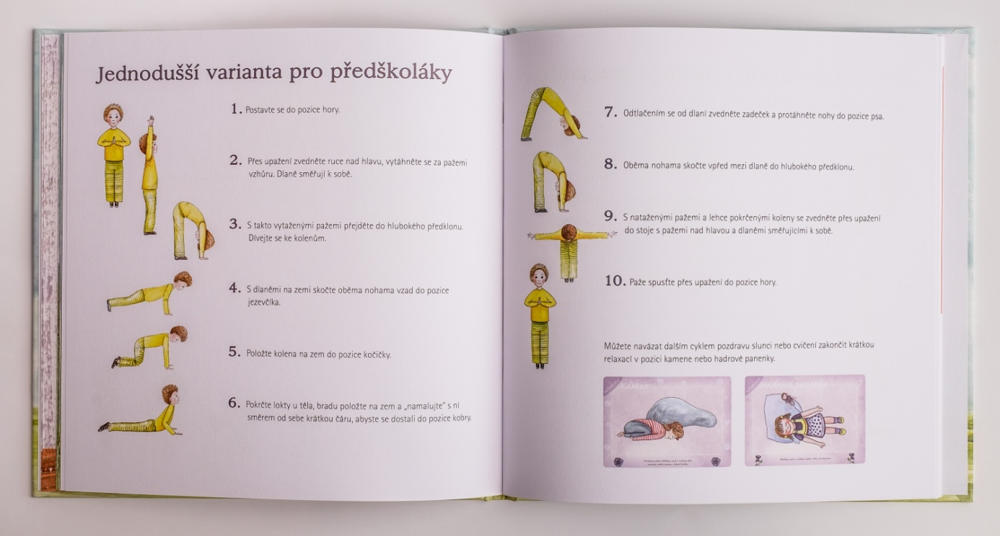 Jednodušší varianta pro předškoláky
1. Postavte se do pozice hory.
2. Přes upažení zvedněte ruce nad hlavu, vytáhněte se za pažemi
vzhůru. Dlaně směřují k sobě.
3. S takto vytaženými pažemi přejděte do hlubokého předklonu.
Dívejte se ke kolenům.
4. S dlaněmi na zemi skočte oběma nohama vzad do pozice
jezevčíka.
5. Položte kolena na zem do pozice kočičky.
6. Pokrčte lokty u těla, bradu položte na zem a „namalujte“ s ní
směrem od sebe krátkou čáru, abyste se dostali do pozice kobry.
7. Odtlačením se od dlaní zvedněte zadeček a protáhněte nohy do pozice psa.
8. Oběma nohama skočte vpřed mezi dlaně do hlubokého předklonu.
9. S nataženými pažemi a lehce pokrčenými koleny se zvedněte přes upažení
do stoje s pažemi nad hlavou a dlaněmi směřujícími k sobě.
10. Paže spusťte přes upažení do pozice hory.
Můžete navázat dalším cyklem pozdravu slunci nebo cvičení zakončit krátkou
relaxací v pozici kamene nebo hadrové panenky.
Kámen
Hadrová panenka